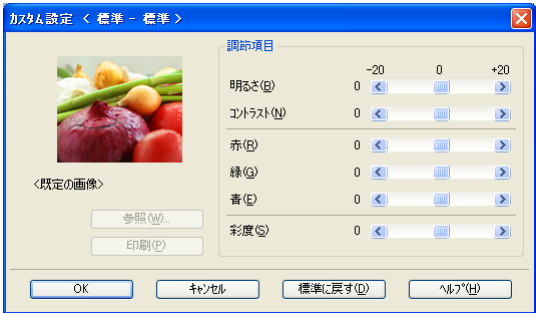 カスタム設定 < 標準 - 標準 >
調節項目
-20 0 +20
明るさ(B) 0
コントラスト(N) 0
赤(R) 0
緑(G) 0
青(E) 0
彩度(S) 0
<既定の画像>
参照(W)...
印刷(P)
OK キャンセル 標準に戻す(D) ヘルプ(H)